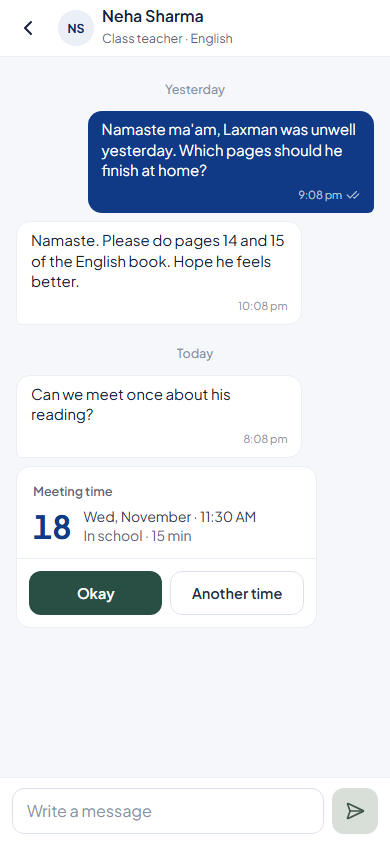 NS
Neha Sharma
Class teacher · English
Yesterday
Namaste ma'am, Laxman was unwell
yesterday. Which pages should he
finish at home?
9:08 pm
Namaste. Please do pages 14 and 15
of the English book. Hope he feels
better.
10:08 pm
Today
Can we meet once about his
reading?
8:08 pm
Meeting time
18
Wed, November · 11:30 AM
In school · 15 min
Okay
Another time
Write a message